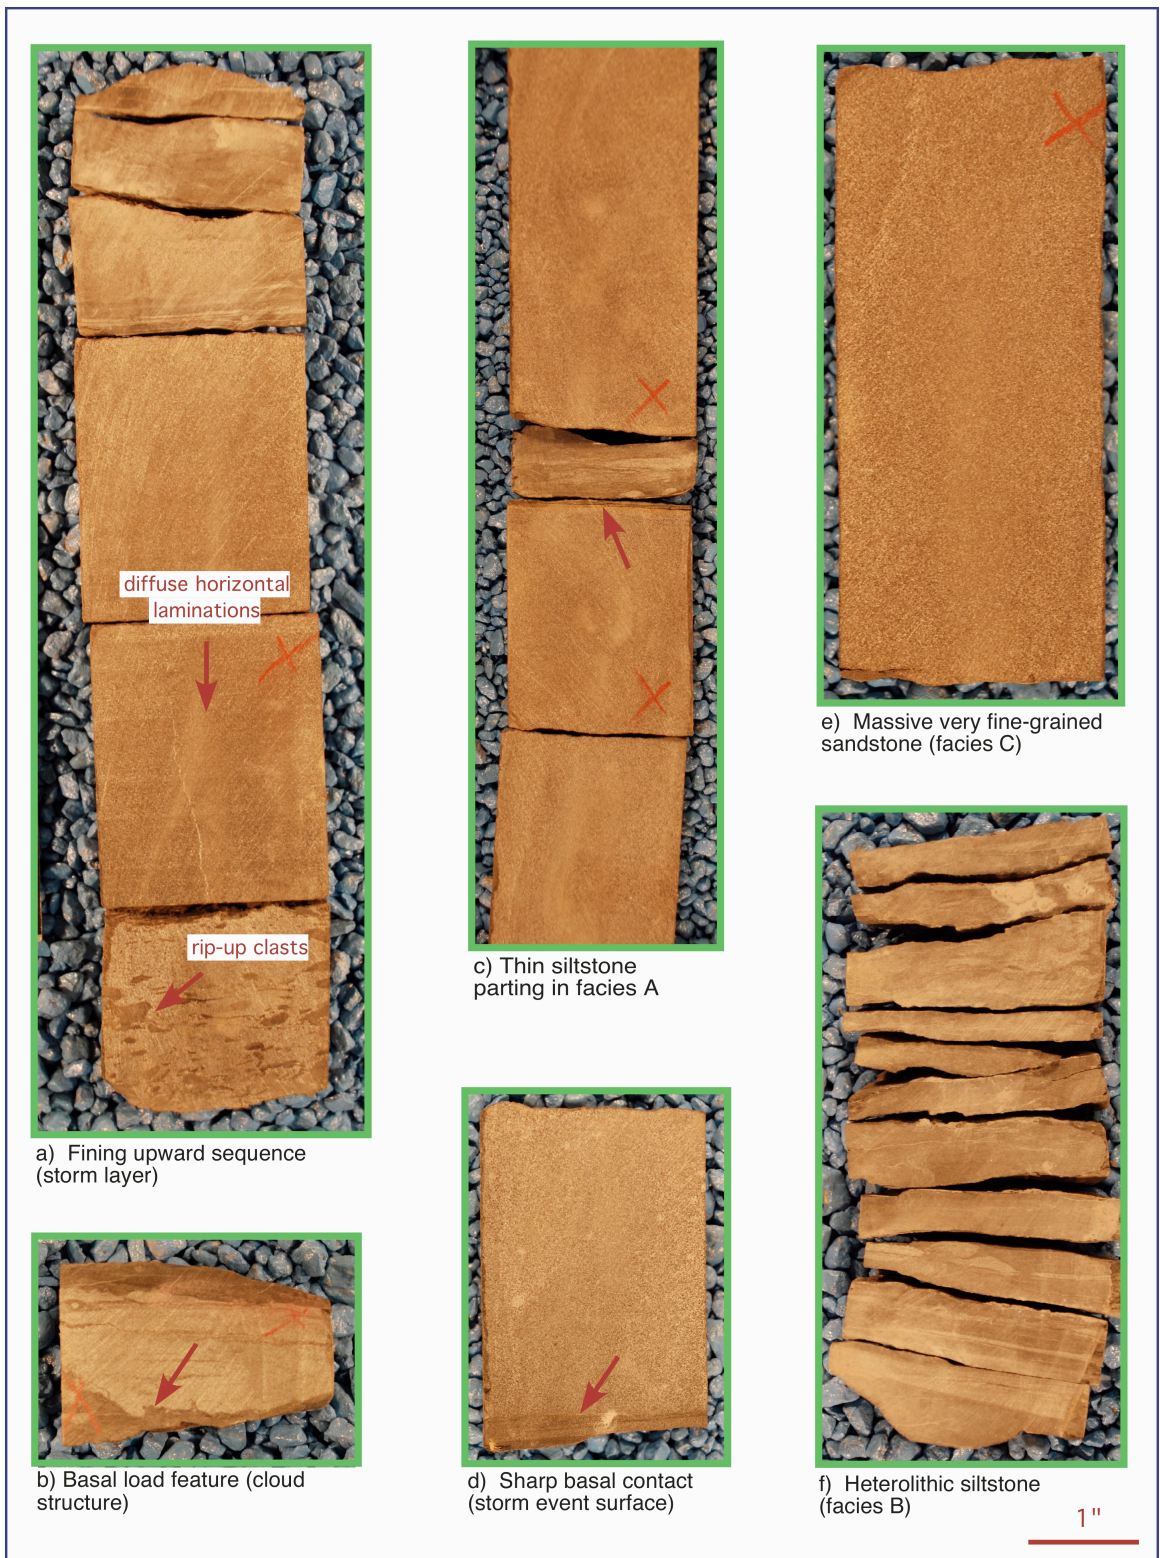 diffuse horizontal
laminations
rip-up clasts
a)  Fining upward sequence
(storm layer)
b) Basal load feature (cloud
structure)
c) Thin siltstone
parting in facies A
d)  Sharp basal contact
(storm event surface)
e)  Massive very fine-grained
sandstone (facies C)
f)  Heterolithic siltstone
(facies B)
1"